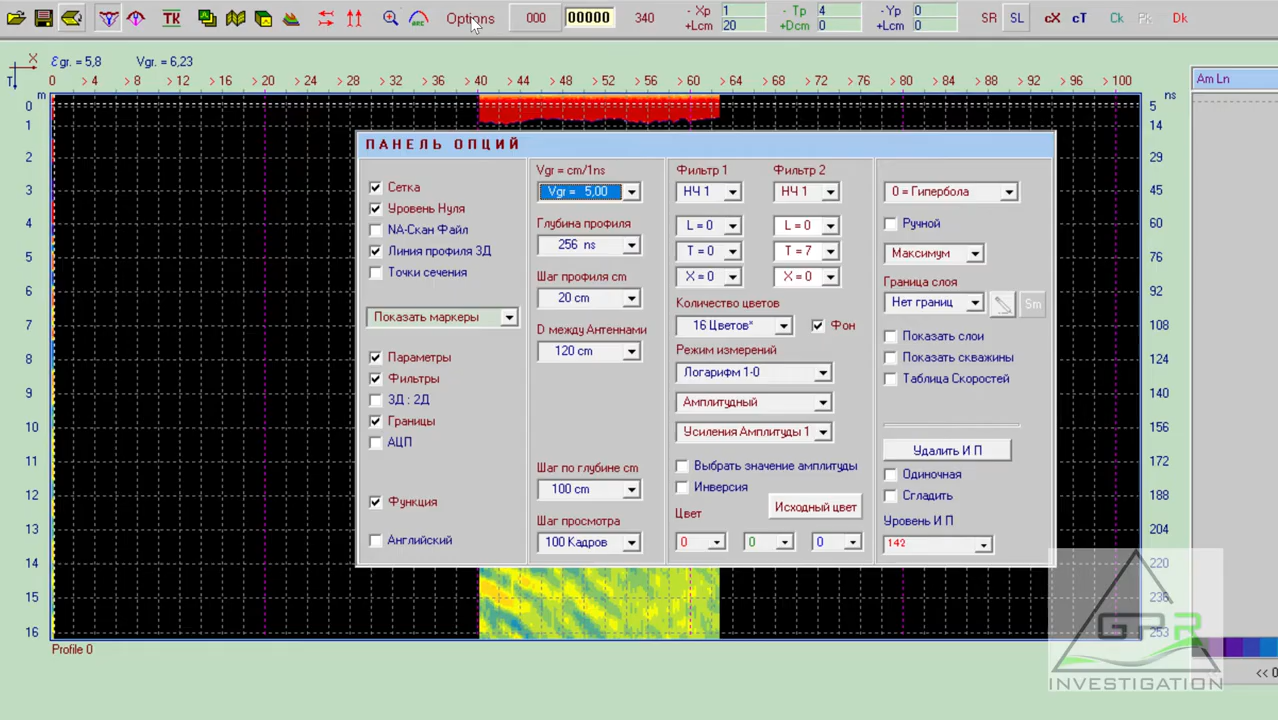 TK Options 000 00000 340 - Xp 1 - Tp 4 - Yp 0 SR SL cX cT Ck Pk Dk
+Lcm 20 +Dcm 0 +Lcm 0
X Ɛgr. = 5,8 Vgr. = 6,23
T 0 > 4 > 8 > 12 > 16 > 20 > 24 > 28 > 32 > 36 > 40 > 44 > 48 > 52 > 56 > 60 > 64 > 68 > 72 > 76 > 80 > 84 > 88 > 92 > 96 > 100
Am Ln
m ns
0 5
1 14
2 29
3 45
4 60
5 76
6 92
7 108
8 124
9 140
10 156
11 172
12 188
13 204
14 220
15 236
16 253
ПАНЕЛЬ ОПЦИЙ
Сетка
Уровень Нуля
NA-Скан Файл
Линия профиля 3Д
Точки сечения
Показать маркеры
Параметры
Фильтры
3Д : 2Д
Границы
АЦП
Функция
Английский
Vgr = cm/1ns
Vgr = 5,00
Глубина профиля
256 ns
Шаг профиля cm
20 cm
D между Антеннами
120 cm
Шаг по глубине cm
100 cm
Шаг просмотра
100 Кадров
Фильтр 1 Фильтр 2
НЧ 1 НЧ 1
L = 0 L = 0
T = 0 T = 7
X = 0 X = 0
Количество цветов
16 Цветов* Фон
Режим измерений
Логарифм 1-0
Амплитудный
Усиления Амплитуды 1
Выбрать значение амплитуды
Инверсия
Цвет Исходный цвет
0 0 0
0 = Гипербола
Ручной
Максимум
Граница слоя
Нет границ Sm
Показать слои
Показать скважины
Таблица Скоростей
Удалить И П
Одиночная
Сгладить
Уровень И П
142
Profile 0
<< 0
GPR
INVESTIGATION